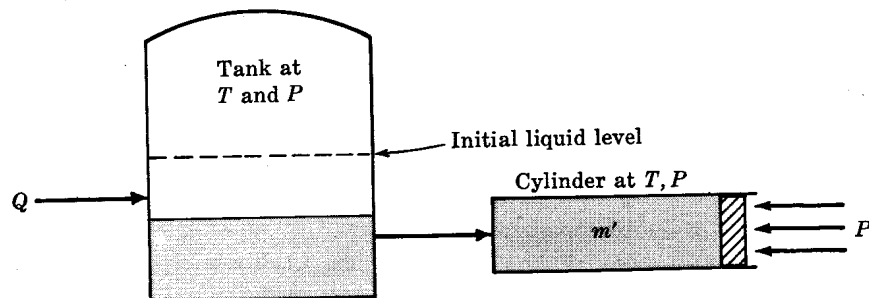 Tank at
T and P
Initial liquid level
Cylinder at T, P
Q
m'
P